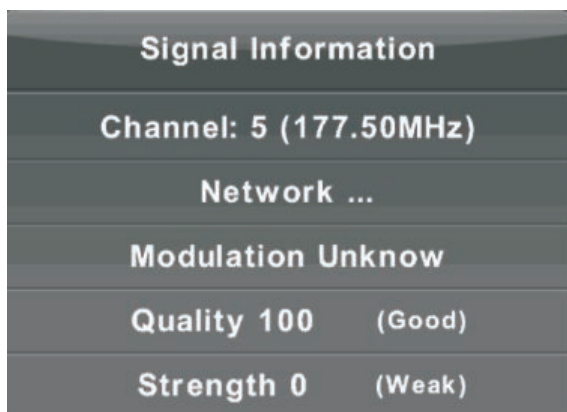 Signal Information
Channel: 5 (177.50MHz)
Network ...
Modulation Unknow
Quality 100 (Good)
Strength 0 (Weak)